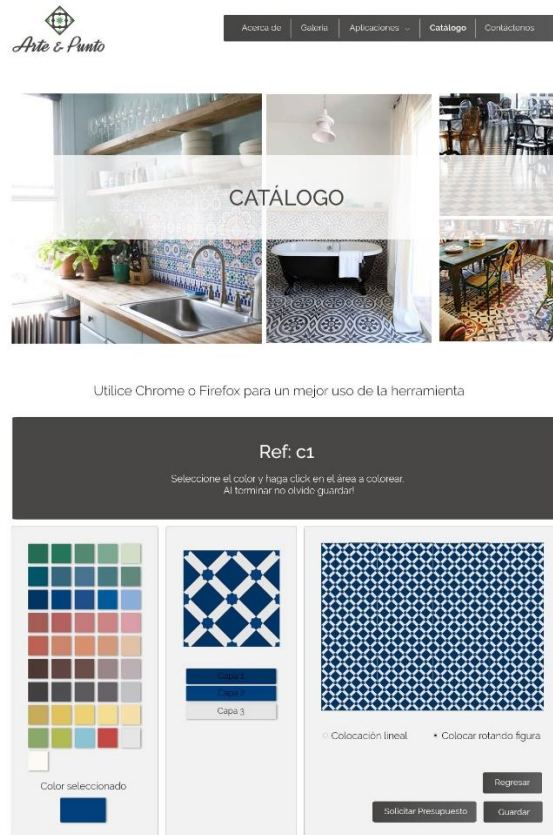 Arte & Punto
Acerca de
Galería
Aplicaciones
Catálogo
Contáctenos
CATÁLOGO
Utilice Chrome o Firefox para un mejor uso de la herramienta
Ref: c1
Seleccione el color y haga click en el área a colorear.
Al terminar no olvide guardar!
Capa 1
Capa 2
Capa 3
Color seleccionado
Colocación lineal
Colocar rotando figura
Regresar
Solicitar Presupuesto
Guardar